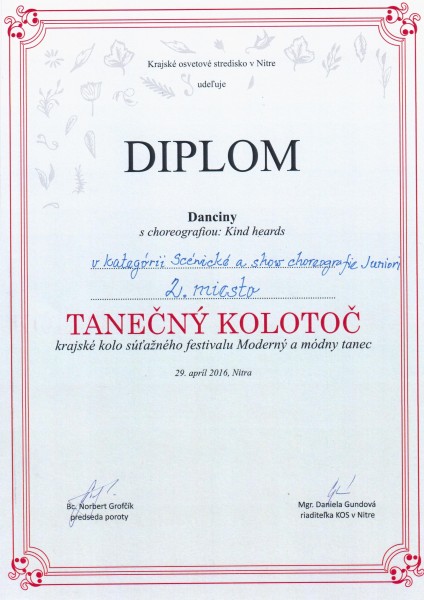 Krajské osvetové stredisko v Nitre
udeľuje
DIPLOM
Danciny
s choreografiou: Kind heards
v kategórii Scénické a show choreografie Juniori
2. miesto
TANEČNÝ KOLOTOČ
krajské kolo súťažného festivalu Moderný a módny tanec
29. apríl 2016, Nitra
Bc. Norbert Grofčík
predseda poroty
Mgr. Daniela Gundová
riaditeľka KOS v Nitre